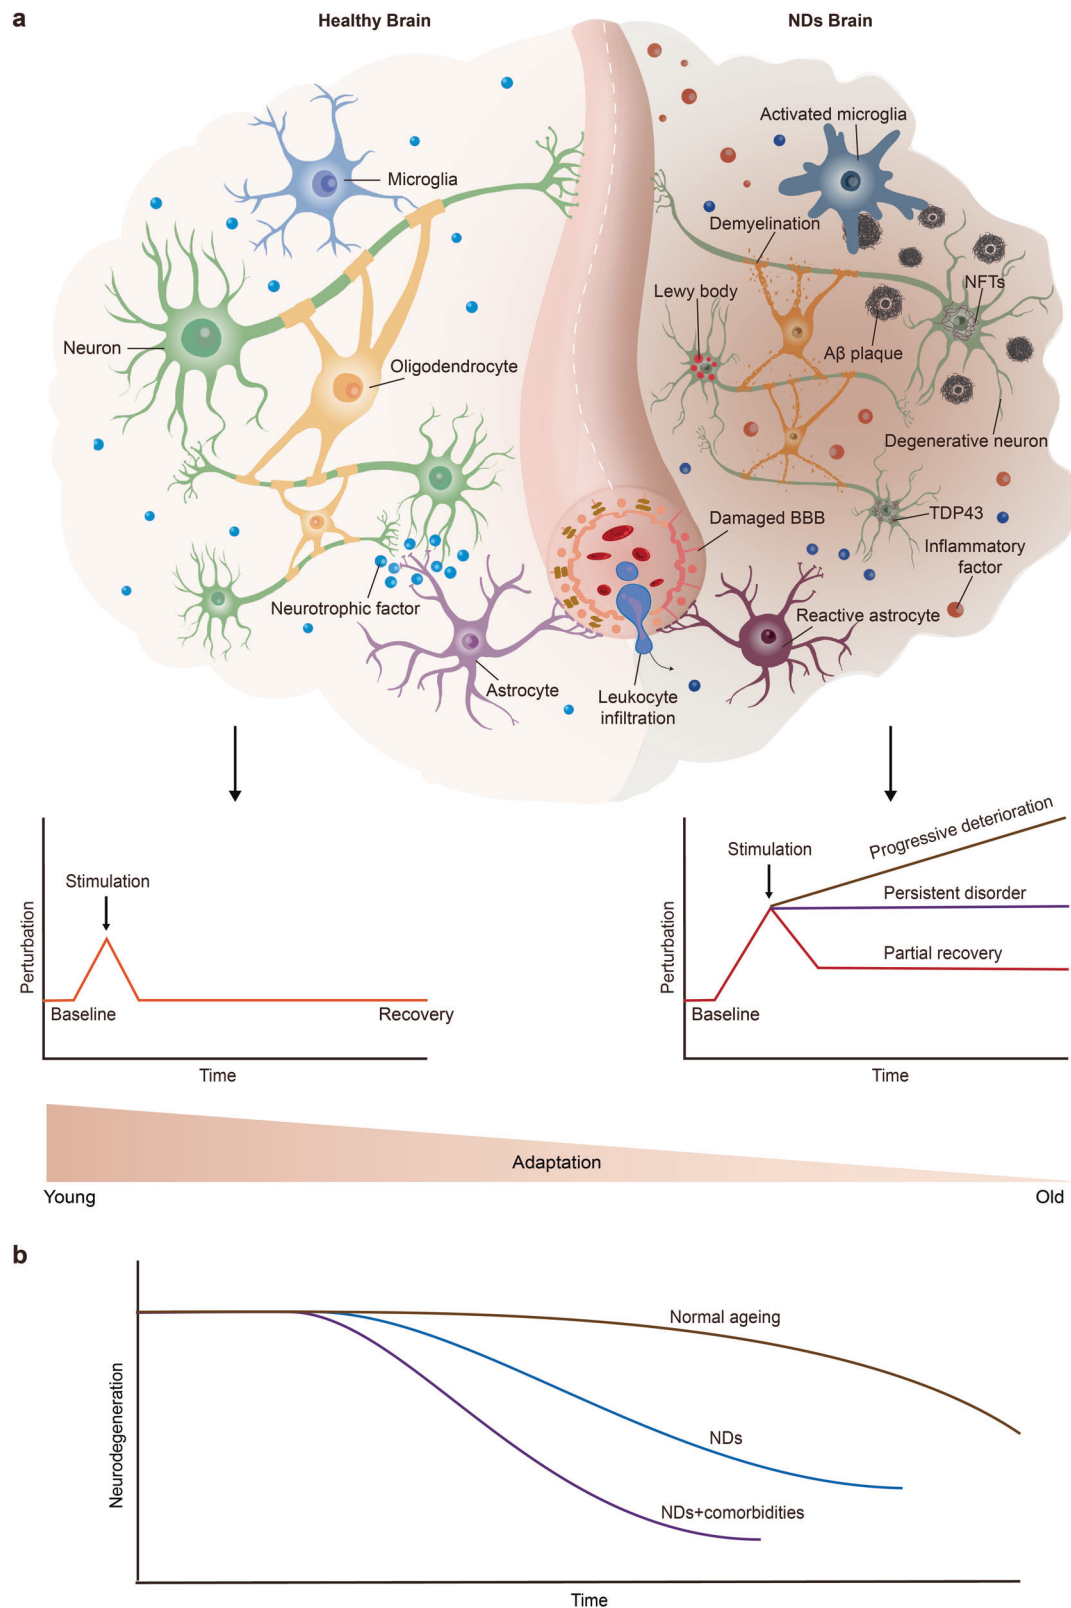 a
Healthy Brain
NDs Brain
Activated microglia
Microglia
Demyelination
Lewy body
NFTs
Neuron
Oligodendrocyte
Aβ plaque
Degenerative neuron
Damaged BBB
TDP43
Inflammatory
factor
Neurotrophic factor
Reactive astrocyte
Astrocyte
Leukocyte
infiltration
Stimulation
Perturbation
Baseline
Recovery
Time
Progressive deterioration
Stimulation
Persistent disorder
Partial recovery
Perturbation
Baseline
Time
Adaptation
Young
Old
b
Normal ageing
Neurodegeneration
NDs
NDs+comorbidities
Time